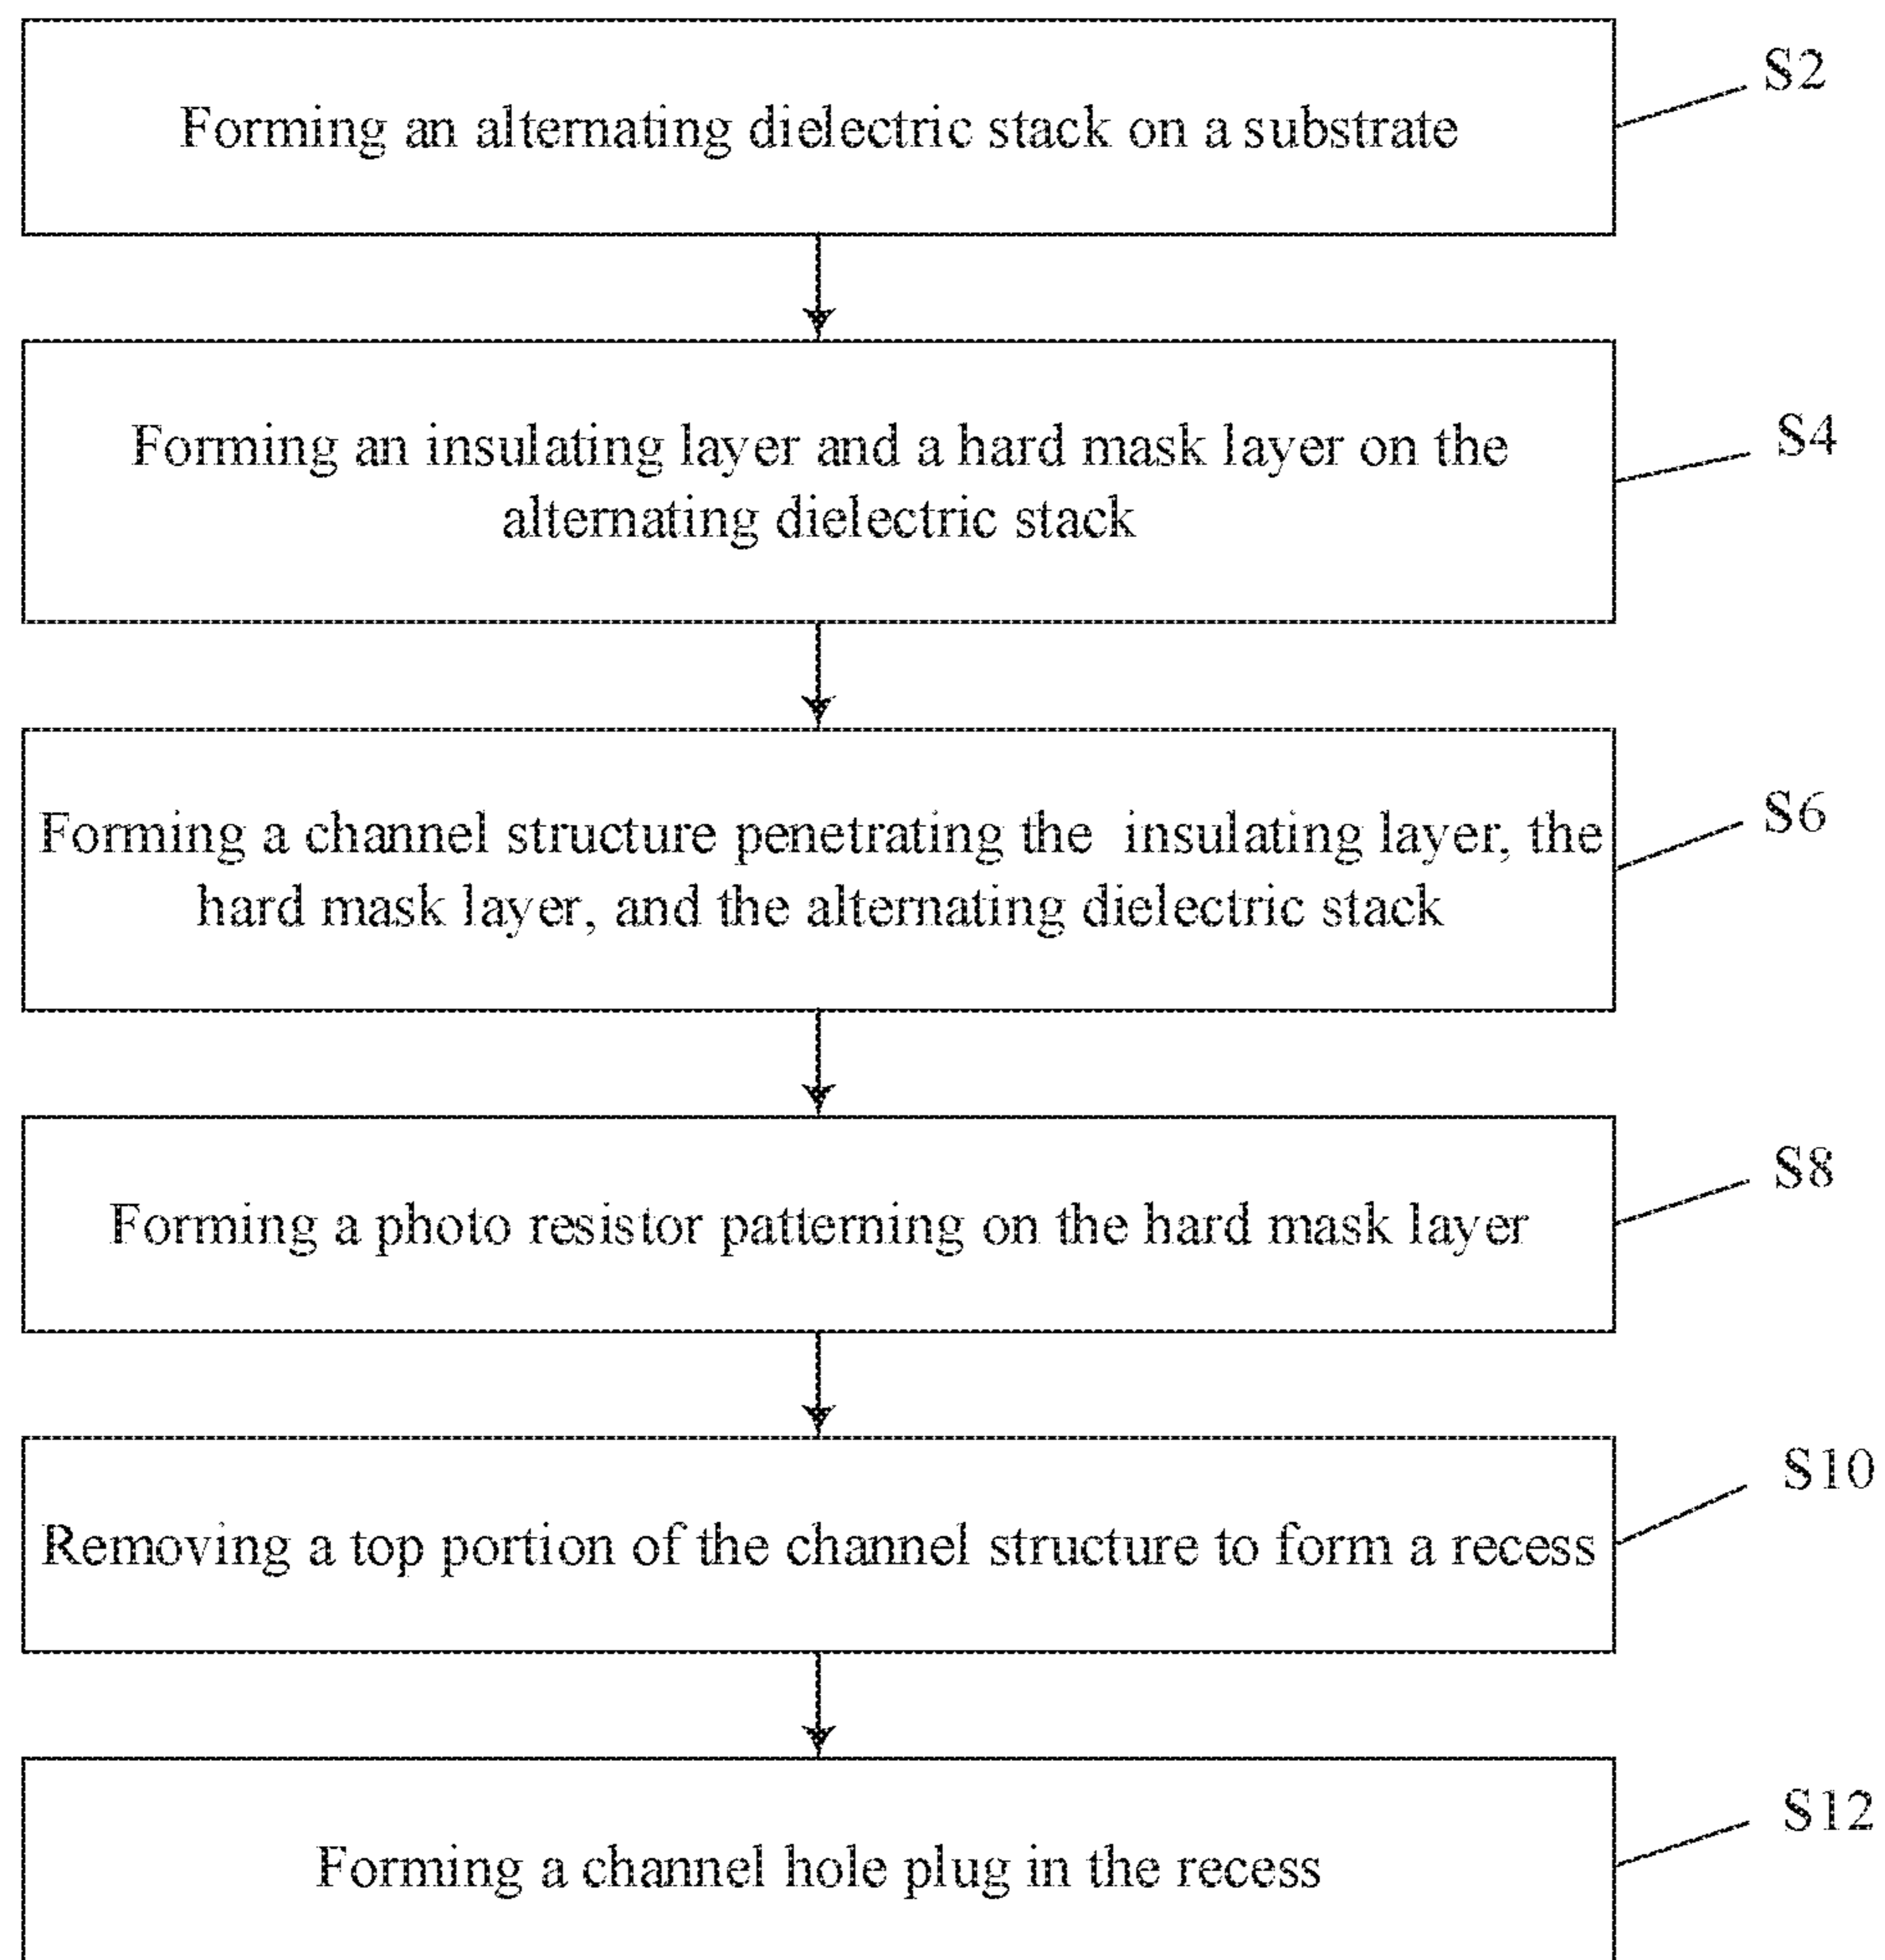 Forming an alternating dielectric stack on a substrate
S2
Forming an insulating layer and a hard mask layer on the
alternating dielectric stack
S4
Forming a channel structure penetrating the insulating layer, the
hard mask layer, and the alternating dielectric stack
S6
Forming a photo resistor patterning on the hard mask layer
S8
Removing a top portion of the channel structure to form a recess
S10
Forming a channel hole plug in the recess
S12